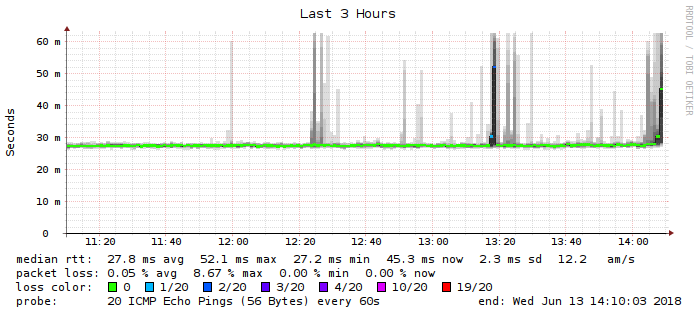 Last 3 Hours
RRDTOOL / TOBI OETIKER
Seconds
60 m
50 m
40 m
30 m
20 m
10 m
0
11:20 11:40 12:00 12:20 12:40 13:00 13:20 13:40 14:00
median rtt: 27.8 ms avg 52.1 ms max 27.2 ms min 45.3 ms now 2.3 ms sd 12.2 am/s
packet loss: 0.05 % avg 8.67 % max 0.00 % min 0.00 % now
loss color: 0 1/20 2/20 3/20 4/20 10/20 19/20
probe: 20 ICMP Echo Pings (56 Bytes) every 60s end: Wed Jun 13 14:10:03 2018